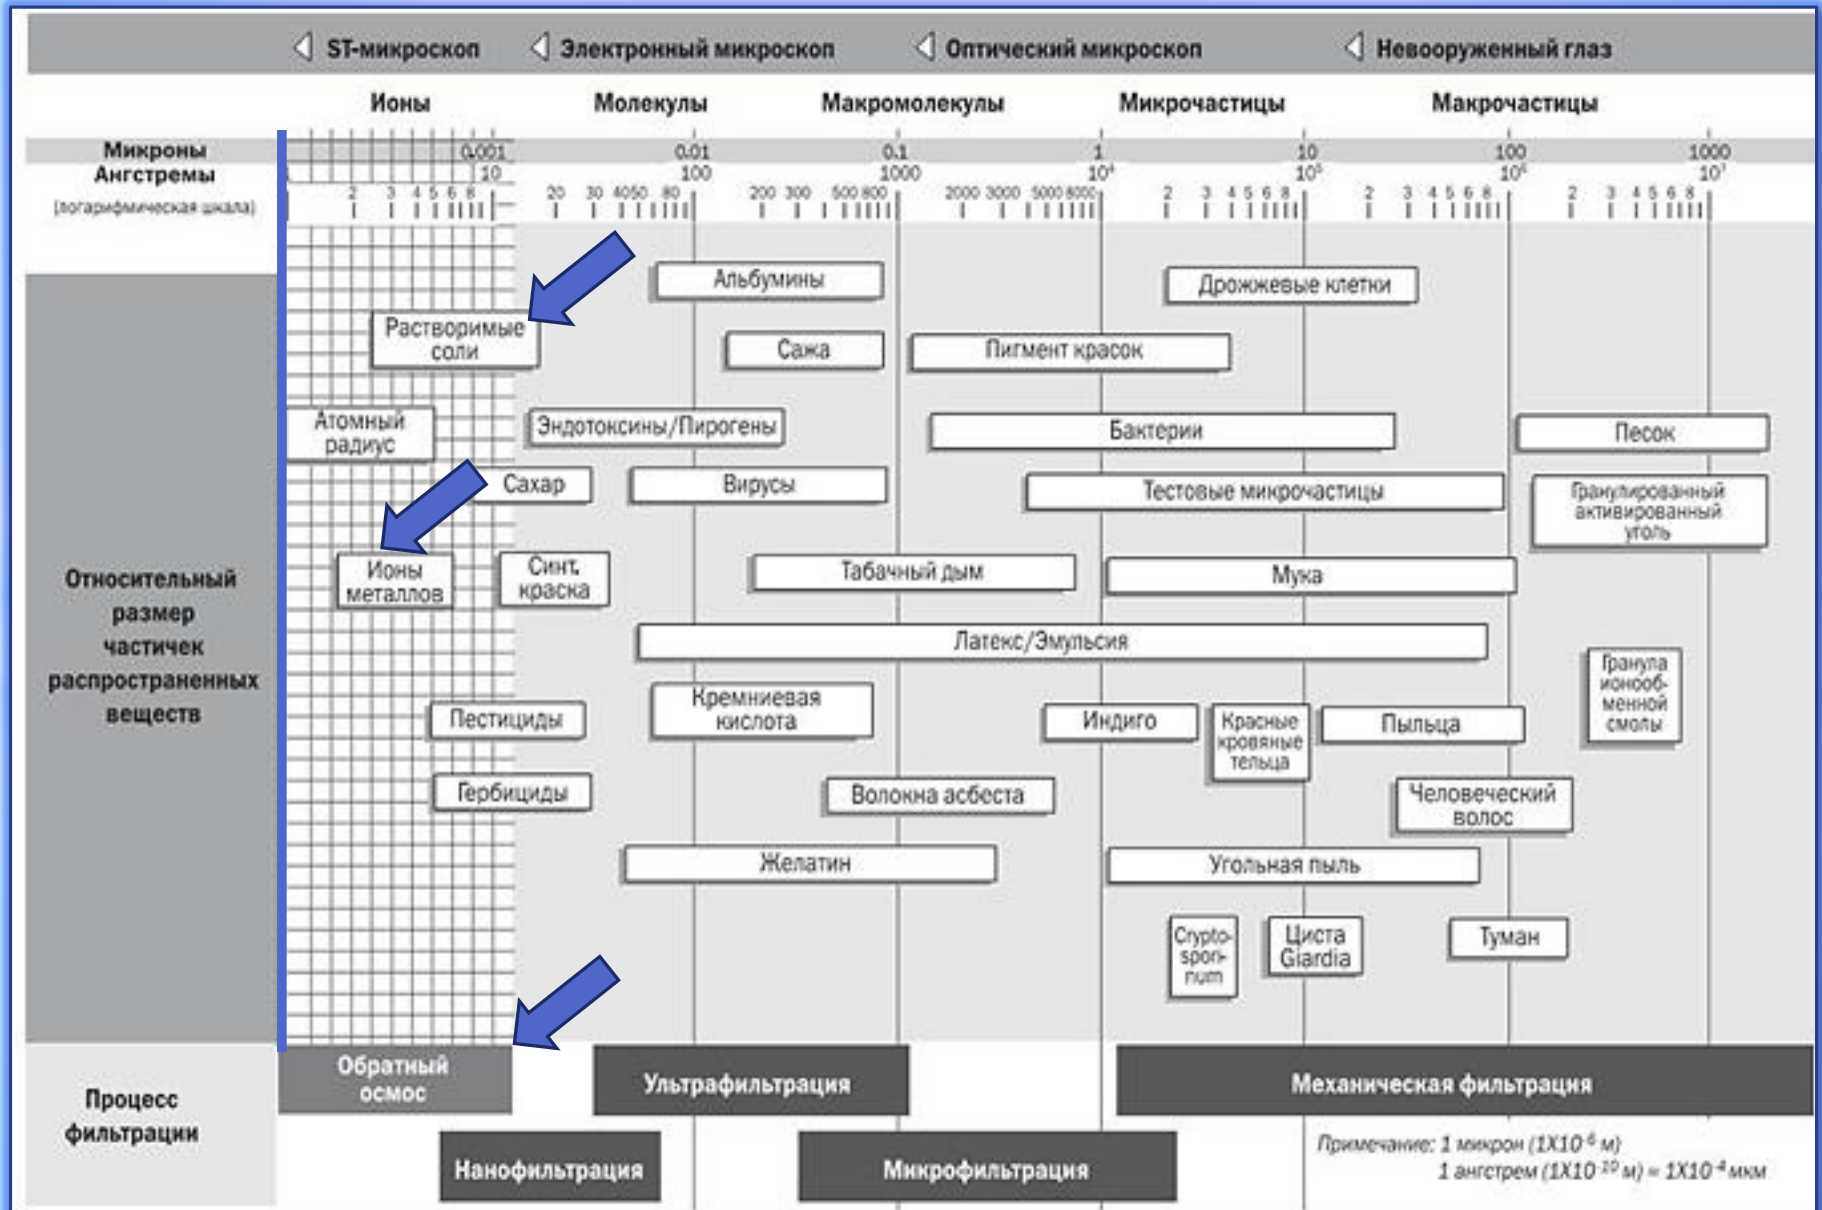 ST-микроскоп Электронный микроскоп Оптический микроскоп Невооруженный глаз
Ионы Молекулы Макромолекулы Микрочастицы Макрочастицы
Микроны 0.001 0.01 0.1 1 10 100 1000
Ангстремы 10 100 1000 10⁴ 10⁵ 10⁶ 10⁷
(логарифмическая шкала) 2 3 4 5 6 8 20 30 40 50 80 200 300 500 800 2000 3000 5000 8000 2 3 4 5 6 8 2 3 4 5 6 8 2 3 4 5 6 8
Альбумины
Дрожжевые клетки
Растворимые
соли
Сажа
Пигмент красок
Атомный
радиус
Эндотоксины/Пирогены
Бактерии
Песок
Сахар
Вирусы
Тестовые микрочастицы
Гранулированный
активированный
уголь
Относительный
размер
частичек
распространенных
веществ
Ионы
металлов
Синт.
краска
Табачный дым
Мука
Латекс/Эмульсия
Гранула
ионооб-
менной
смолы
Пестициды
Кремниевая
кислота
Индиго
Красные
кровяные
тельца
Пыльца
Гербициды
Волокна асбеста
Человеческий
волос
Желатин
Угольная пыль
Crypto-
spori-
num
Циста
Giardia
Туман
Процесс
фильтрации
Обратный
осмос
Ультрафильтрация
Механическая фильтрация
Нанофильтрация
Микрофильтрация
Примечание: 1 микрон (1X10⁻⁶ м)
1 ангстрем (1X10⁻¹⁰ м) = 1X10⁻⁴ мкм